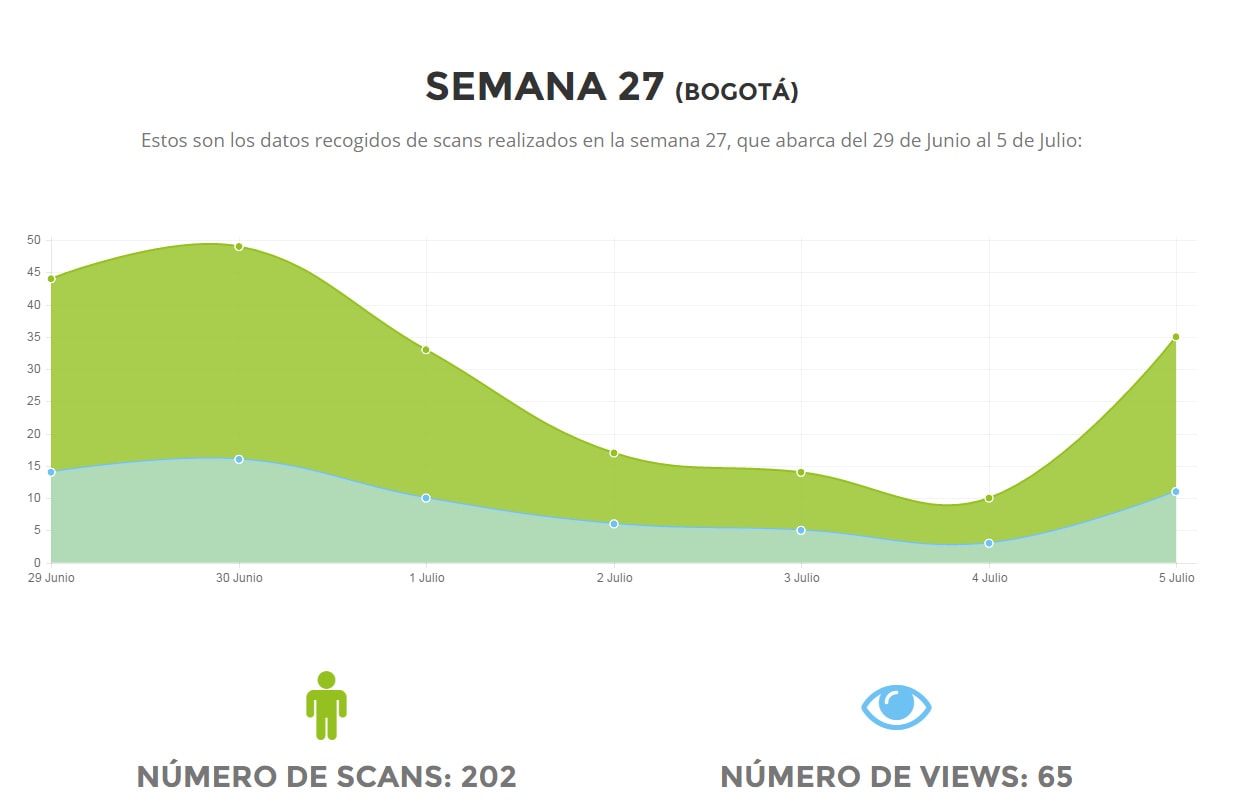 SEMANA 27 (BOGOTÁ)
Estos son los datos recogidos de scans realizados en la semana 27, que abarca del 29 de Junio al 5 de Julio:
50
45
40
35
30
25
20
15
10
5
0
29 Junio 30 Junio 1 Julio 2 Julio 3 Julio 4 Julio 5 Julio
NÚMERO DE SCANS: 202
NÚMERO DE VIEWS: 65